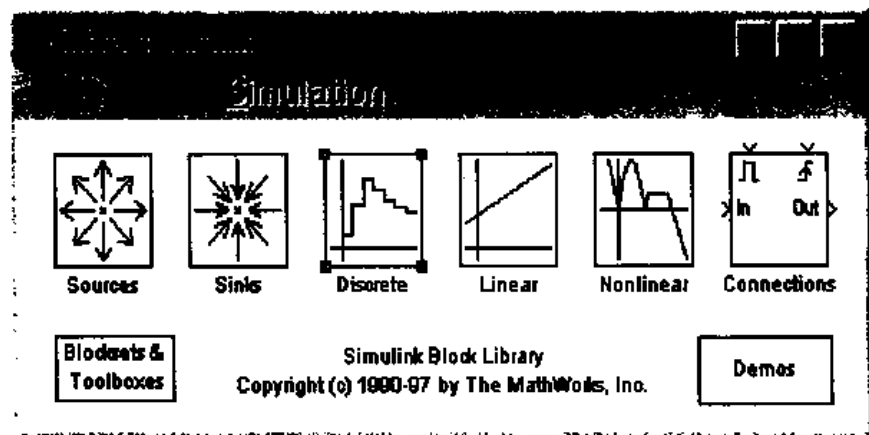 Simulation
Sources
Sinks
Discrete
Linear
Nonlinear
In
Out
Connections
Blocksets &
Toolboxes
Simulink Block Library
Copyright (c) 1990-97 by The MathWorks, Inc.
Demos